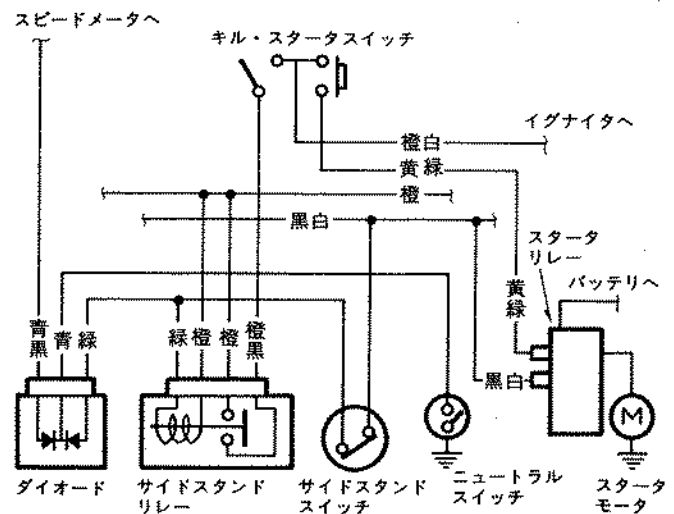 スピードメータへ
キル・スタータスイッチ
イグナイタへ
橙白
黄緑
橙
黒白
スタータ
リレー
バッテリへ
黄緑
青黒
青
緑
緑
橙
橙
橙黒
黒白
M
ダイオード
サイドスタンド
リレー
サイドスタンド
スイッチ
ニュートラル
スイッチ
スタータ
モータ